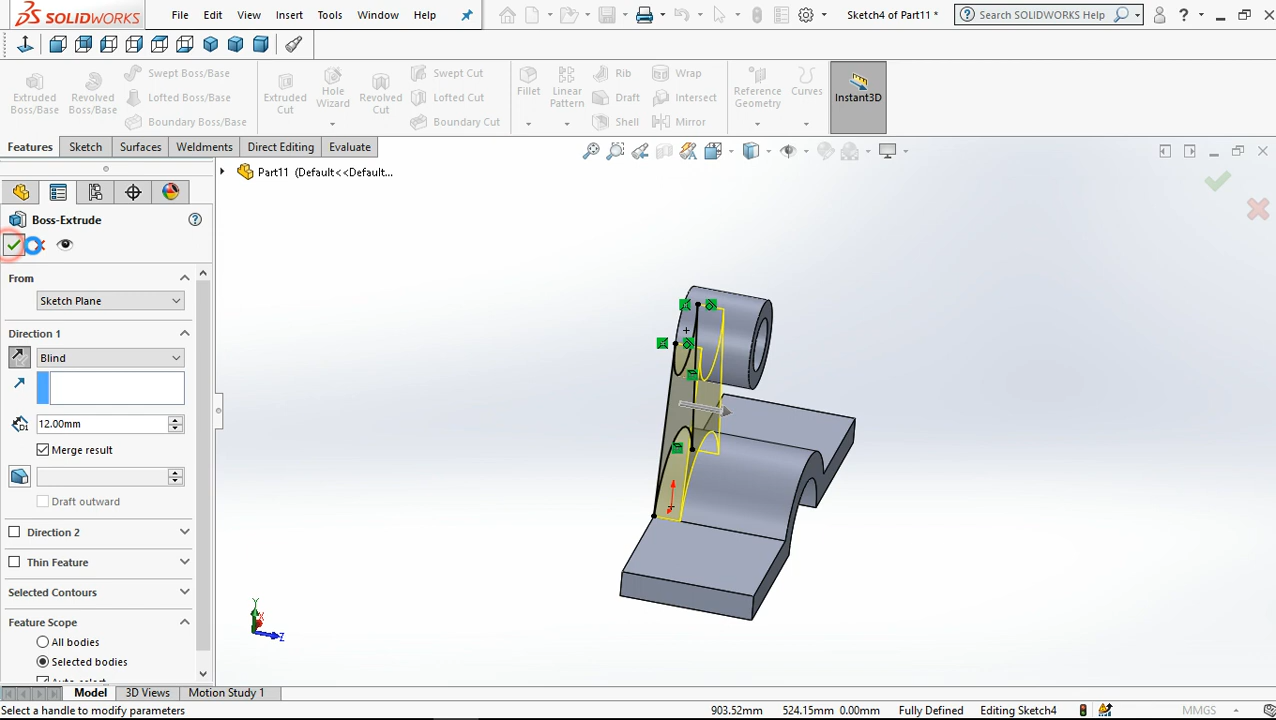 SOLIDWORKS File Edit View Insert Tools Window Help Sketch4 of Part11 * Search SOLIDWORKS Help ?
Extruded Boss/Base
Revolved Boss/Base
Swept Boss/Base
Lofted Boss/Base
Boundary Boss/Base
Extruded Cut
Hole Wizard
Revolved Cut
Swept Cut
Lofted Cut
Boundary Cut
Fillet
Linear Pattern
Rib
Draft
Shell
Wrap
Intersect
Mirror
Reference Geometry
Curves
Instant3D
Features Sketch Surfaces Weldments Direct Editing Evaluate
Part11 (Default<<Default...
Boss-Extrude
From
Sketch Plane
Direction 1
Blind
12.00mm
Merge result
Draft outward
Direction 2
Thin Feature
Selected Contours
Feature Scope
All bodies
Selected bodies
Auto-select
Y
X
Z
Model 3D Views Motion Study 1
Select a handle to modify parameters 903.52mm 524.15mm 0.00mm Fully Defined Editing Sketch4 MMGS